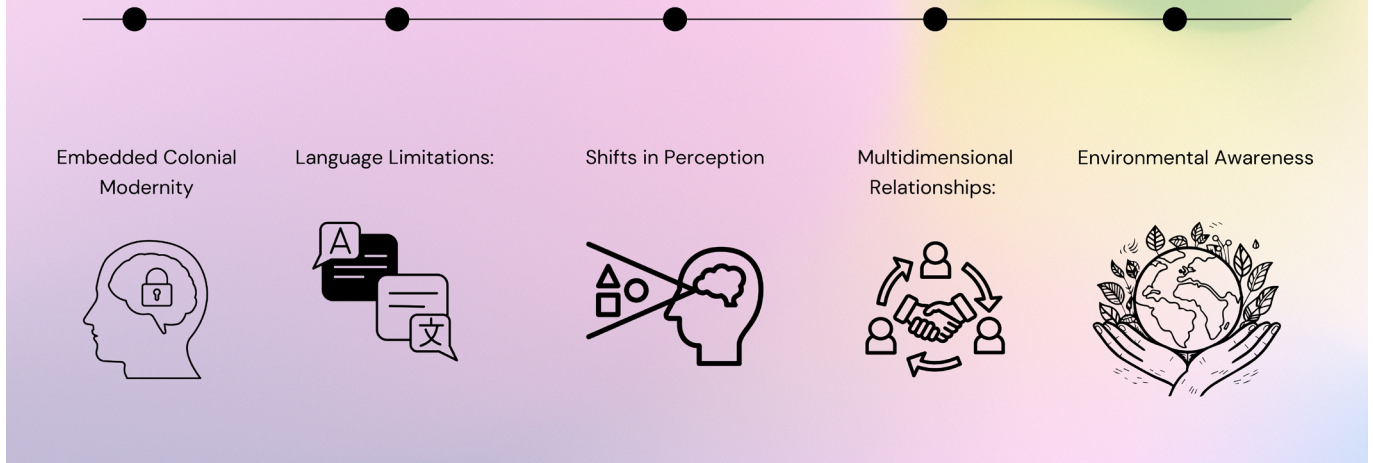 Embedded Colonial
Modernity
Language Limitations:
Shifts in Perception
Multidimensional
Relationships:
Environmental Awareness
A
文